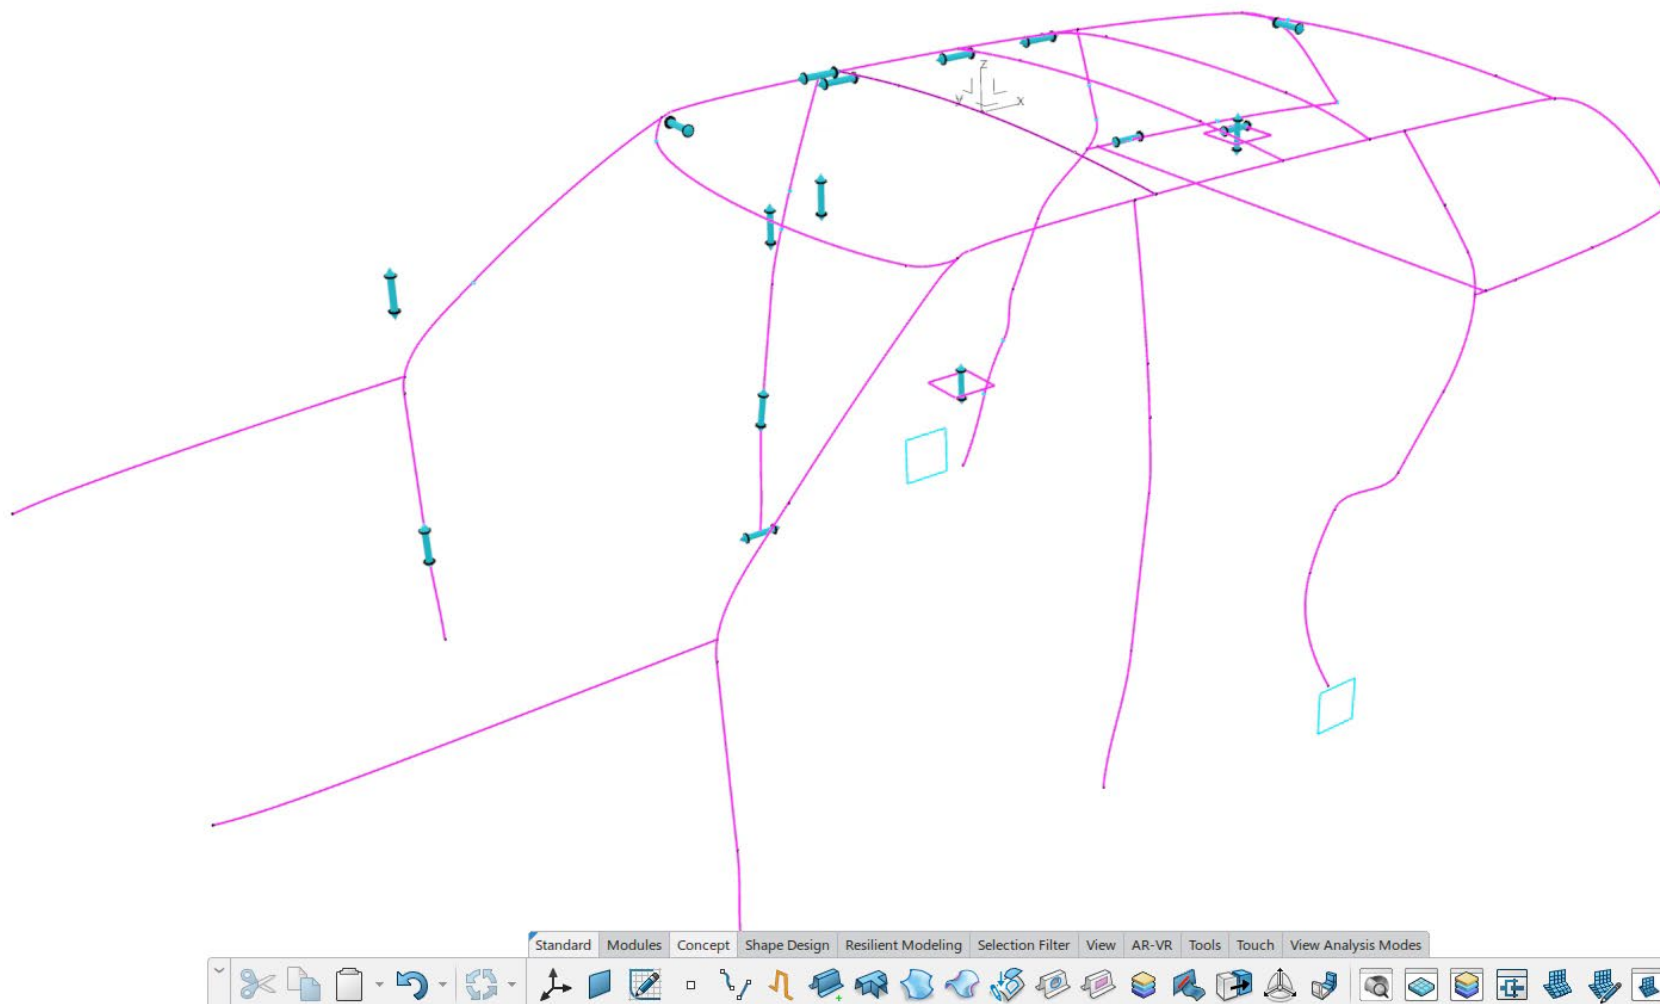 Z
Y
X
Standard Modules Concept Shape Design Resilient Modeling Selection Filter View AR-VR Tools Touch View Analysis Modes